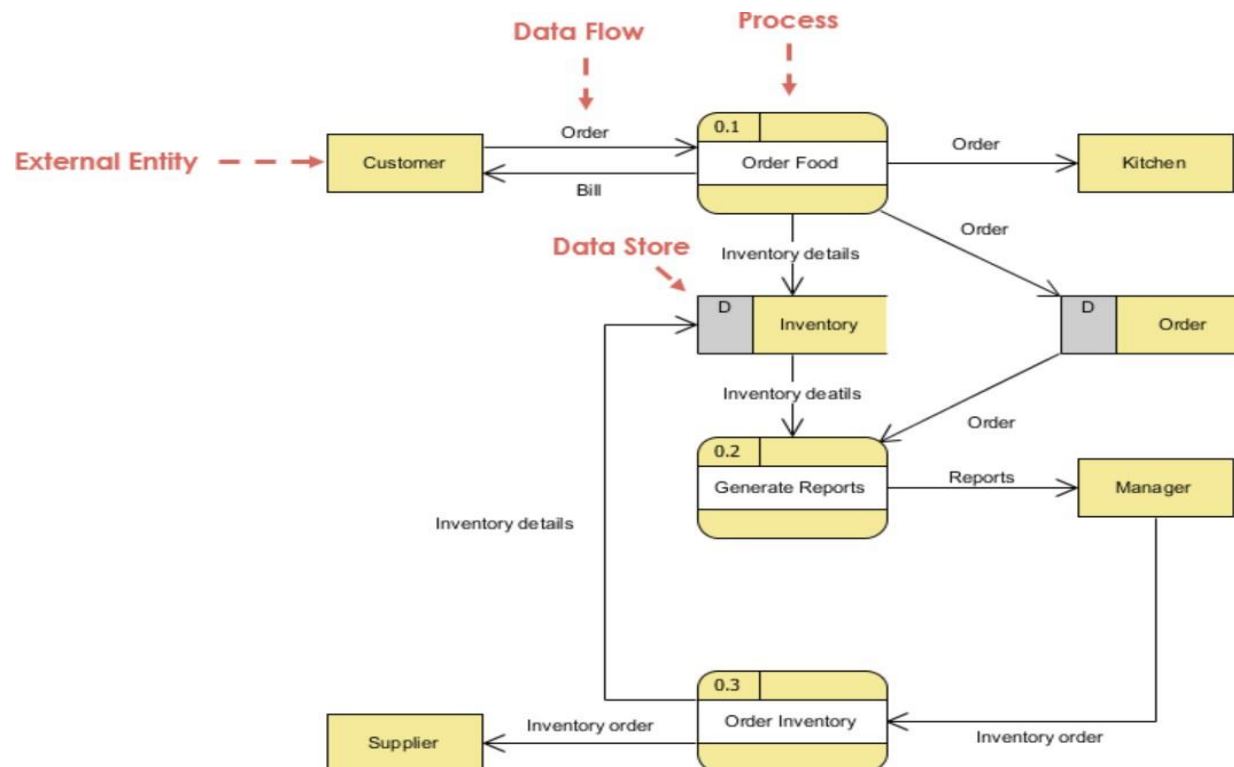 Process
Data Flow
External Entity
Customer
Order
Bill
0.1
Order Food
Order
Kitchen
Data Store
Inventory details
Order
D
Inventory
D
Order
Inventory deatils
Order
0.2
Generate Reports
Reports
Manager
Inventory details
0.3
Order Inventory
Inventory order
Supplier
Inventory order